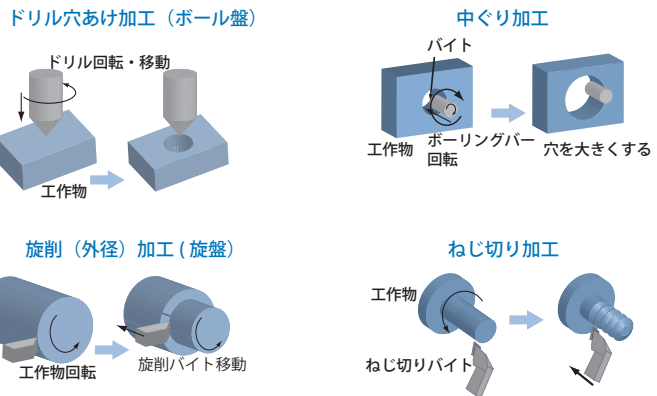 ドリル穴あけ加工（ボール盤）
ドリル回転・移動
工作物
中ぐり加工
バイト
工作物
ボーリングバー
回転
穴を大きくする
旋削（外径）加工 ( 旋盤）
工作物回転
旋削バイト移動
ねじ切り加工
工作物
ねじ切りバイト